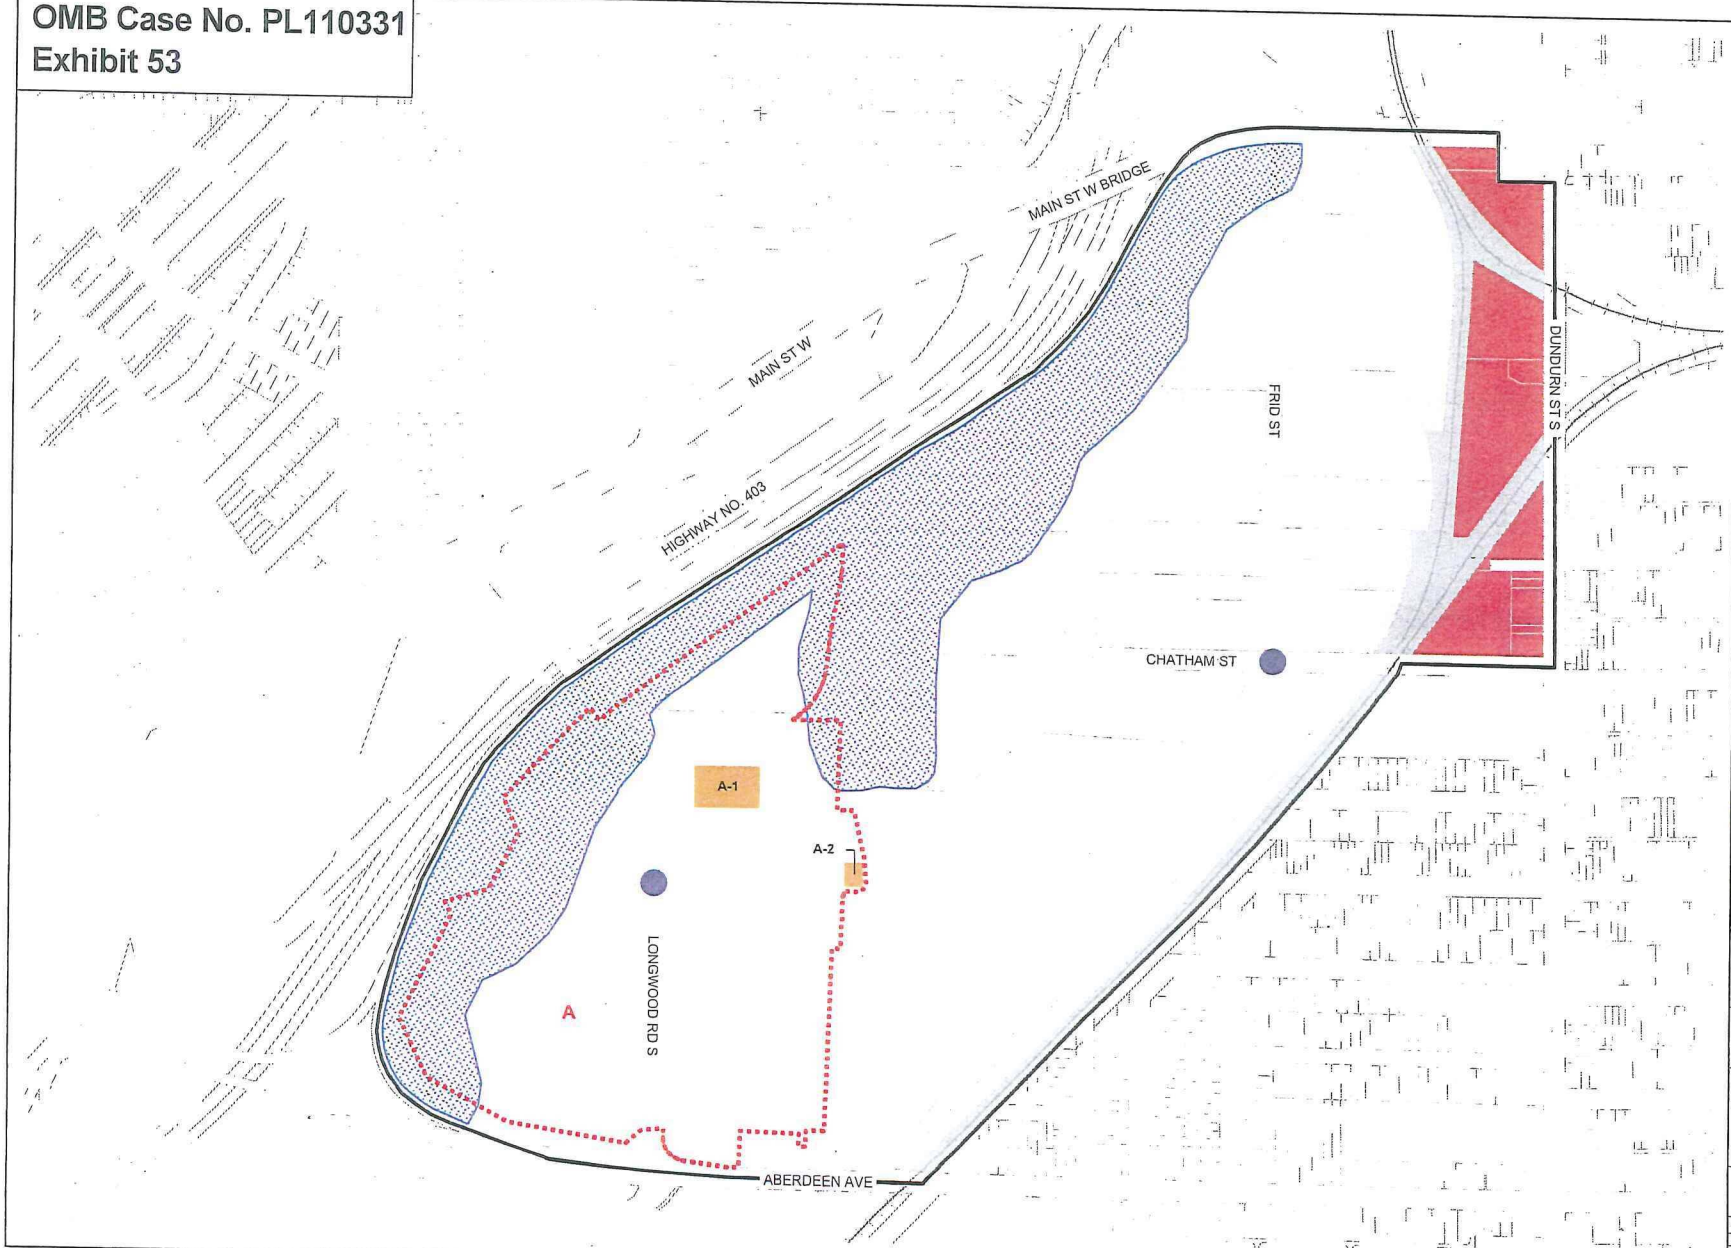 OMB Case No. PL110331
Exhibit 53
MAIN ST W BRIDGE
MAIN ST W
DUNDURN ST S
FRID ST
HIGHWAY NO. 403
CHATHAM ST
A-1
A-2
LONGWOOD RD S
A
ABERDEEN AVE